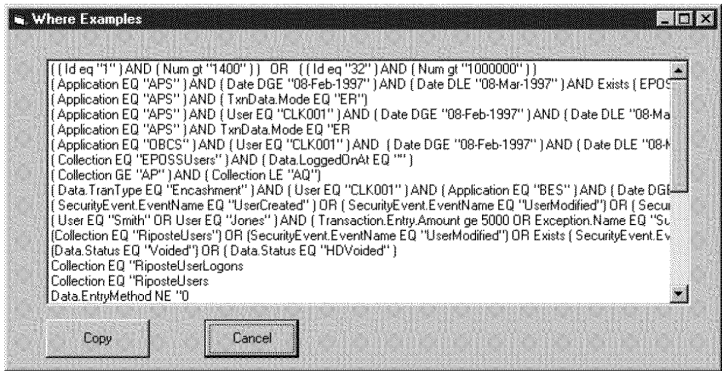 Where Examples
( ( Id eq "1" ) AND ( Num gt "1400" ) )  OR  ( ( Id eq "32" ) AND ( Num gt "1000000" ) )
( Application EQ "APS" ) AND ( Date DGE "08-Feb-1997" ) AND ( Date DLE "08-Mar-1997" ) AND Exists ( EPOS
( Application EQ "APS" ) AND ( TxnData.Mode EQ "ER")
( Application EQ "APS" ) AND ( User EQ "CLK001" ) AND ( Date DGE "08-Feb-1997" ) AND ( Date DLE "08-Ma
( Application EQ "APS" ) AND TxnData.Mode EQ "ER
( Application EQ "OBCS" ) AND ( User EQ "CLK001" ) AND  ( Date DGE "08-Feb-1997" ) AND ( Date DLE "08-M
( Collection EQ "EPOSSUsers" ) AND ( Data.LoggedOnAt EQ "" )
( Collection GE "AP" ) AND ( Collection LE "AQ")
( Data.TranType EQ "Encashment" ) AND ( User EQ "CLK001" ) AND ( Application EQ "BES" ) AND ( Date DGE
( SecurityEvent.EventName EQ "UserCreated" ) OR ( SecurityEvent.EventName EQ "UserModified") OR ( Secur
( User EQ "Smith" OR User EQ "Jones" ) AND ( Transaction.Entry.Amount ge 5000 OR Exception.Name EQ "Su
(Collection EQ "RiposteUsers") OR (SecurityEvent.EventName EQ "UserModified") OR Exists ( SecurityEvent.Ev
(Data.Status EQ "Voided") OR ( Data.Status EQ "HDVoided" )
Collection EQ "RiposteUserLogons
Collection EQ "RiposteUsers
Data.EntryMethod NE "0
Copy
Cancel